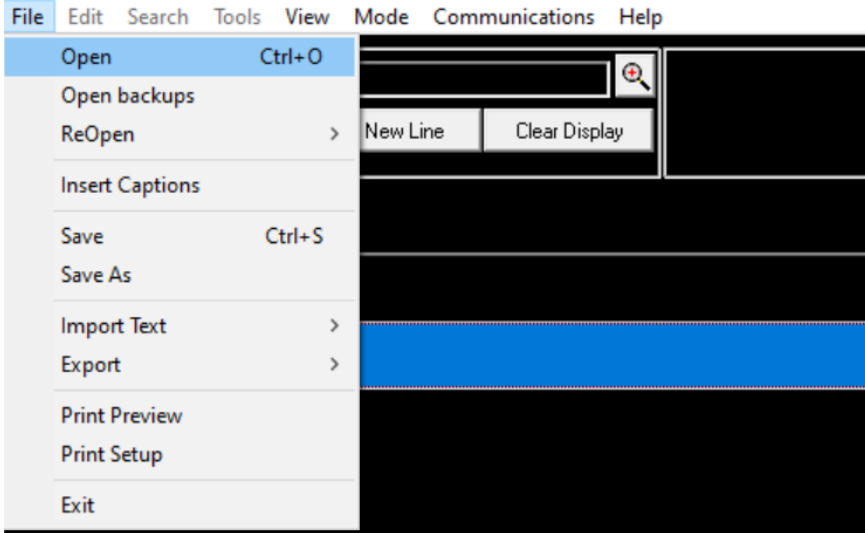 File Edit Search Tools View Mode Communications Help
Open Ctrl+O
Open backups
ReOpen >
New Line Clear Display
Insert Captions
Save Ctrl+S
Save As
Import Text >
Export >
Print Preview
Print Setup
Exit